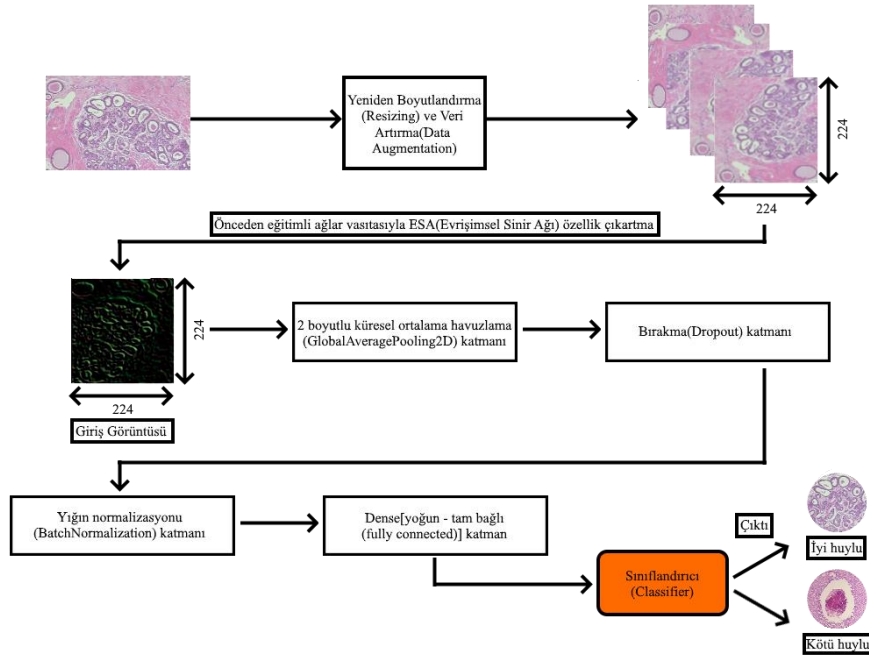 Yeniden Boyutlandırma
(Resizing) ve Veri
Artırma(Data
Augmentation)
224
224
Önceden eğitimli ağlar vasıtasıyla ESA(Evrişimsel Sinir Ağı) özellik çıkartma
224
224
Giriş Görüntüsü
2 boyutlu küresel ortalama havuzlama
(GlobalAveragePooling2D) katmanı
Bırakma(Dropout) katmanı
Yığın normalizasyonu
(BatchNormalization) katmanı
Dense[yoğun - tam bağlı
(fully connected)] katman
Sınıflandırıcı
(Classifier)
Çıktı
İyi huylu
Kötü huylu